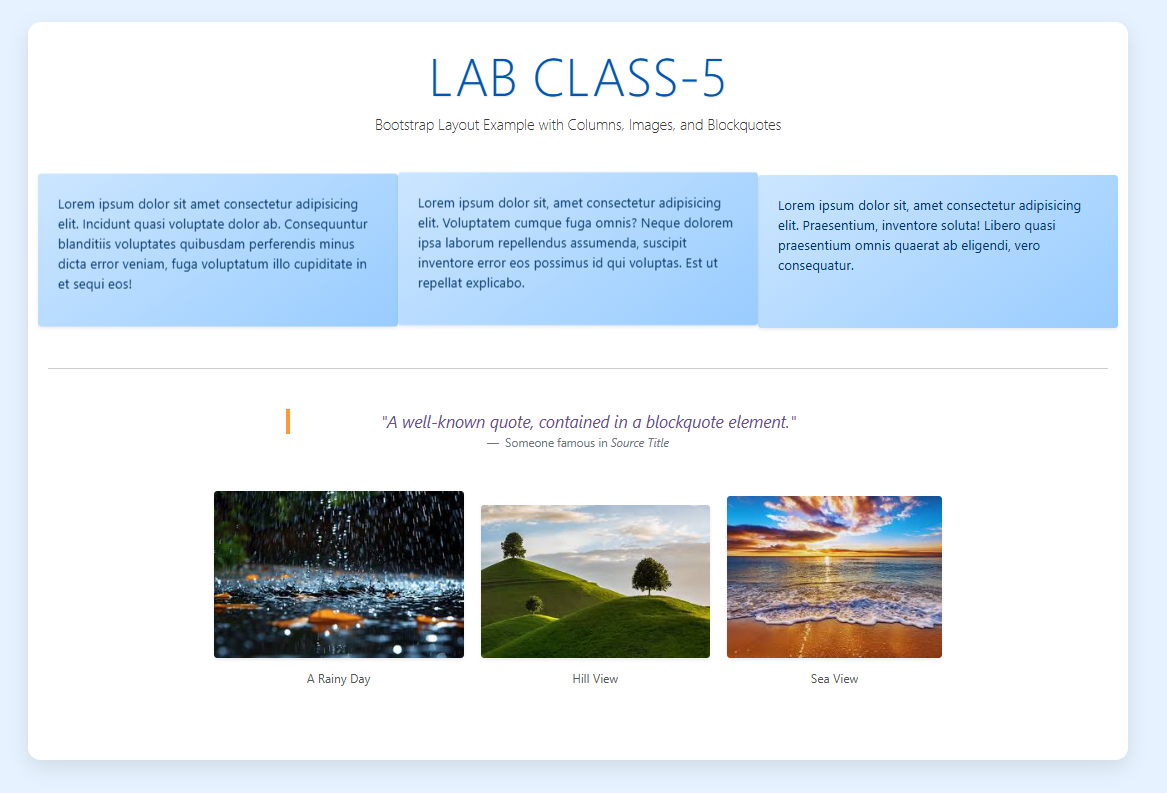 LAB CLASS-5
Bootstrap Layout Example with Columns, Images, and Blockquotes
Lorem ipsum dolor sit amet consectetur adipisicing
elit. Incidunt quasi voluptate dolor ab. Consequuntur
blanditiis voluptates quibusdam perferendis minus
dicta error veniam, fuga voluptatum illo cupiditate in
et sequi eos!
Lorem ipsum dolor sit, amet consectetur adipisicing
elit. Voluptatem cumque fuga omnis? Neque dolorem
ipsa laborum repellendus assumenda, suscipit
inventore error eos possimus id qui voluptas. Est ut
repellat explicabo.
Lorem ipsum dolor sit, amet consectetur adipisicing
elit. Praesentium, inventore soluta! Libero quasi
praesentium omnis quaerat ab eligendi, vero
consequatur.
"A well-known quote, contained in a blockquote element."
— Someone famous in Source Title
A Rainy Day
Hill View
Sea View